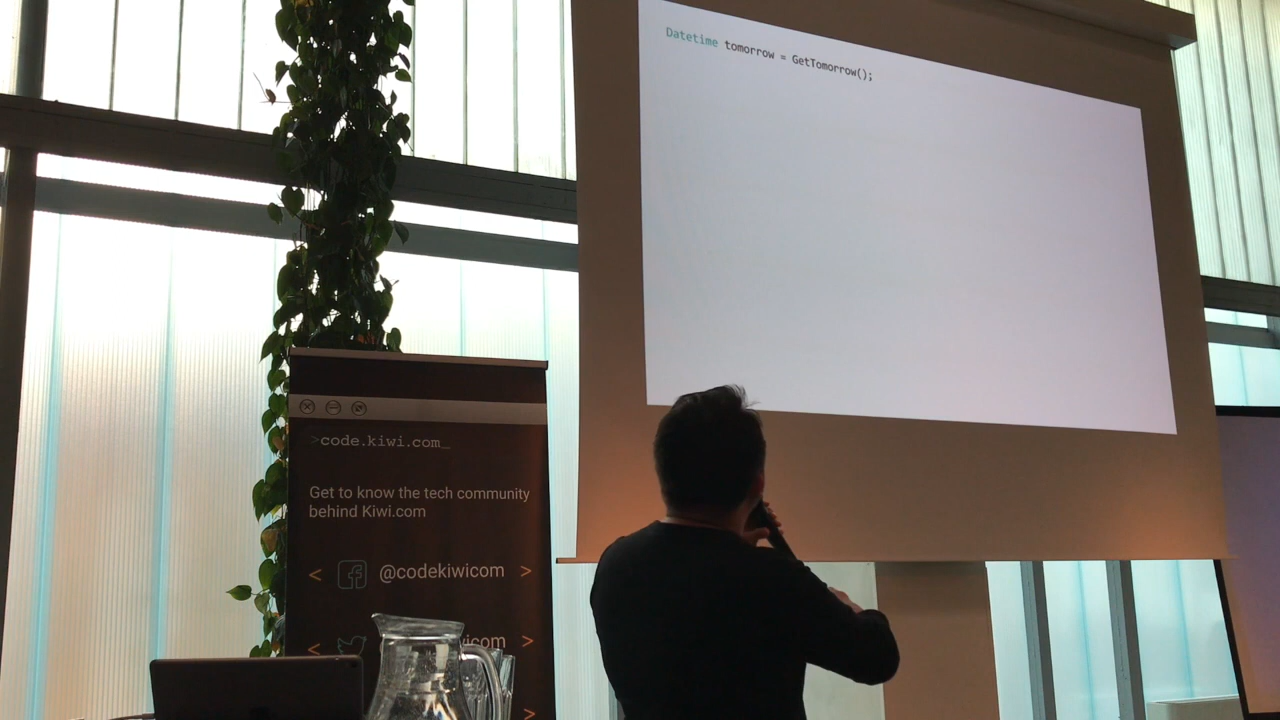 Datetime tomorrow = GetTomorrow();
>code.kiwi.com_
Get to know the tech community
behind Kiwi.com
< @codekiwicom >
< >
>